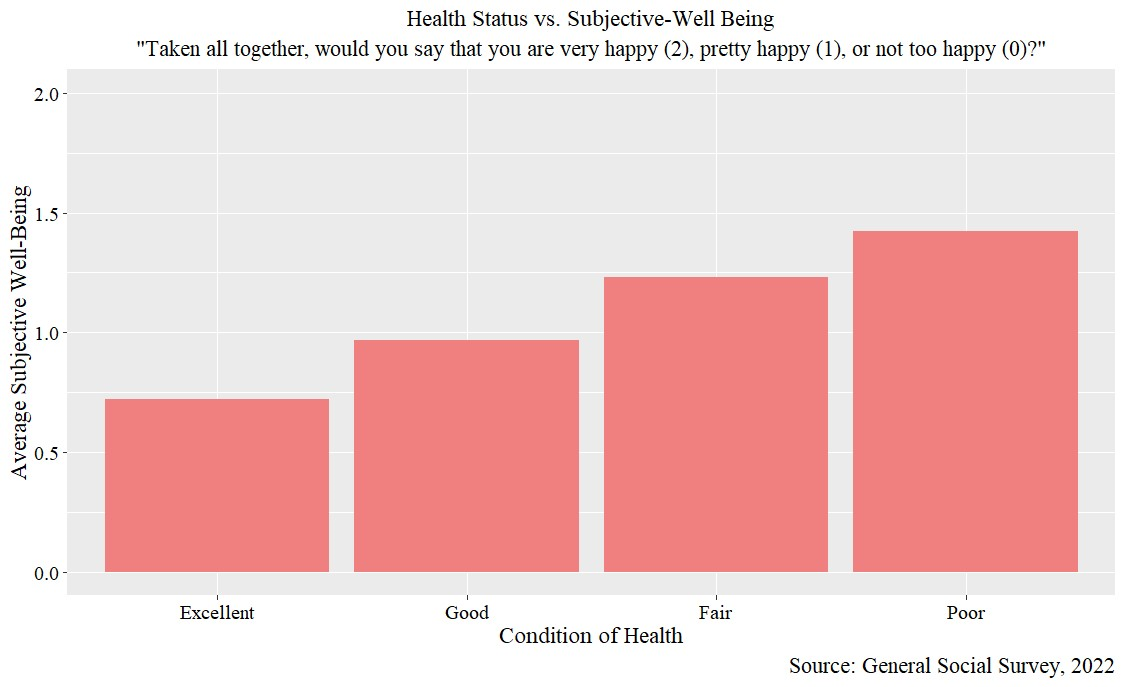 Health Status vs. Subjective-Well Being
"Taken all together, would you say that you are very happy (2), pretty happy (1), or not too happy (0)?"
Average Subjective Well-Being
2.0
1.5
1.0
0.5
0.0
Excellent Good Fair Poor
Condition of Health
Source: General Social Survey, 2022